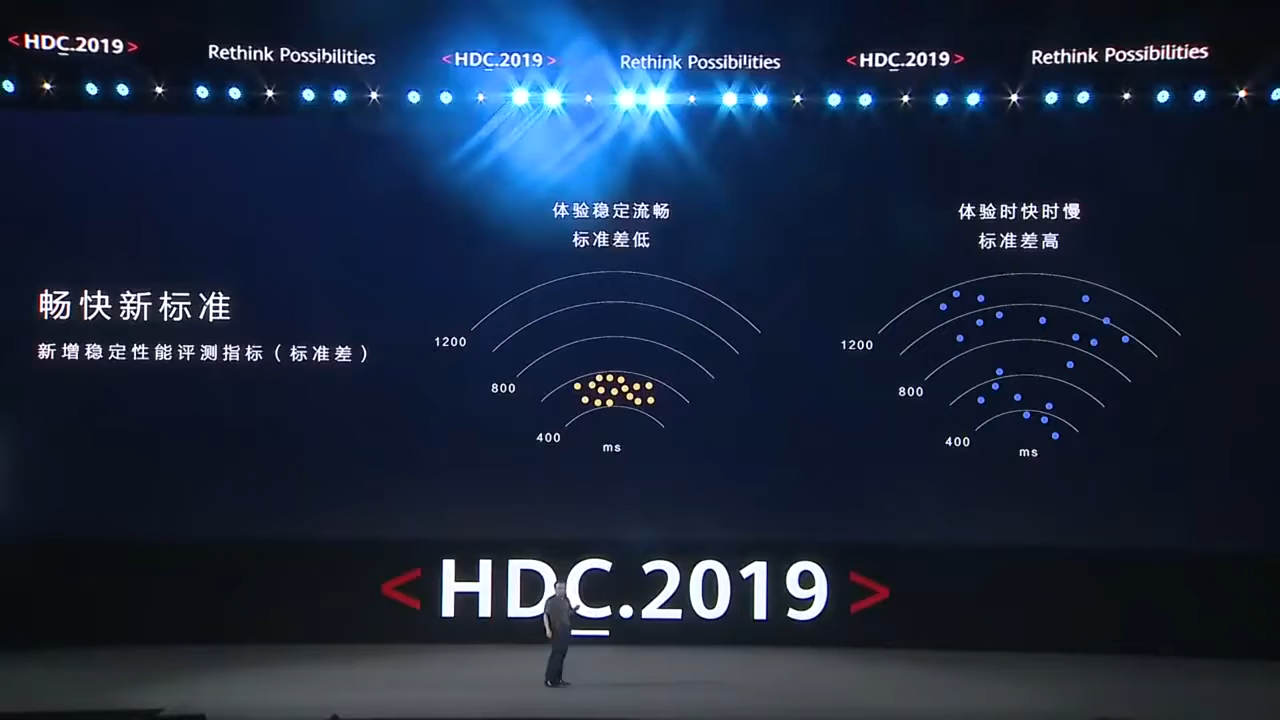 <HDC.2019>
Rethink Possibilities
<HDC.2019>
Rethink Possibilities
<HDC.2019>
Rethink Possibilities
畅快新标准
新增稳定性能评测指标（标准差）
体验稳定流畅
标准差低
1200
800
400
ms
体验时快时慢
标准差高
1200
800
400
ms
<HDC.2019>